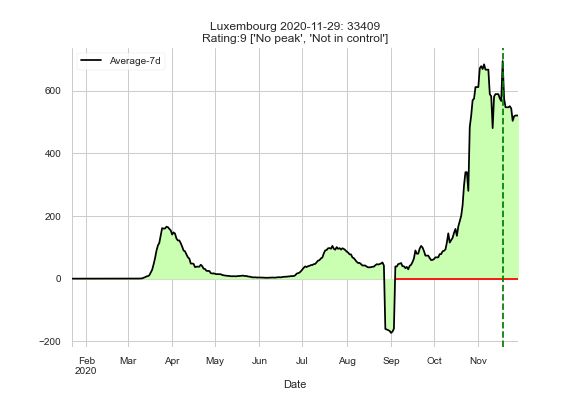 Luxembourg 2020-11-29: 33409
Rating:9 ['No peak', 'Not in control']
Average-7d
600
400
200
0
−200
Feb Mar Apr May Jun Jul Aug Sep Oct Nov
2020
Date